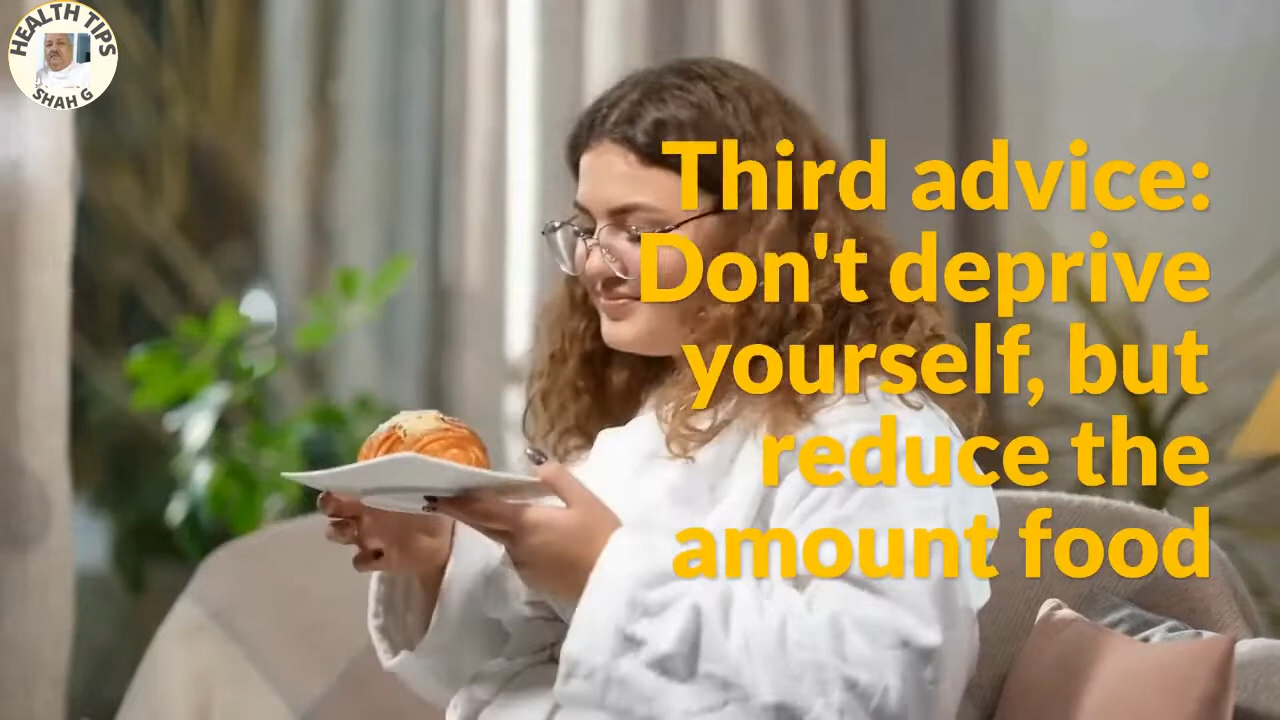 HEALTH TIPS
SHAH G
Third advice:
Don't deprive
yourself, but
reduce the
amount food